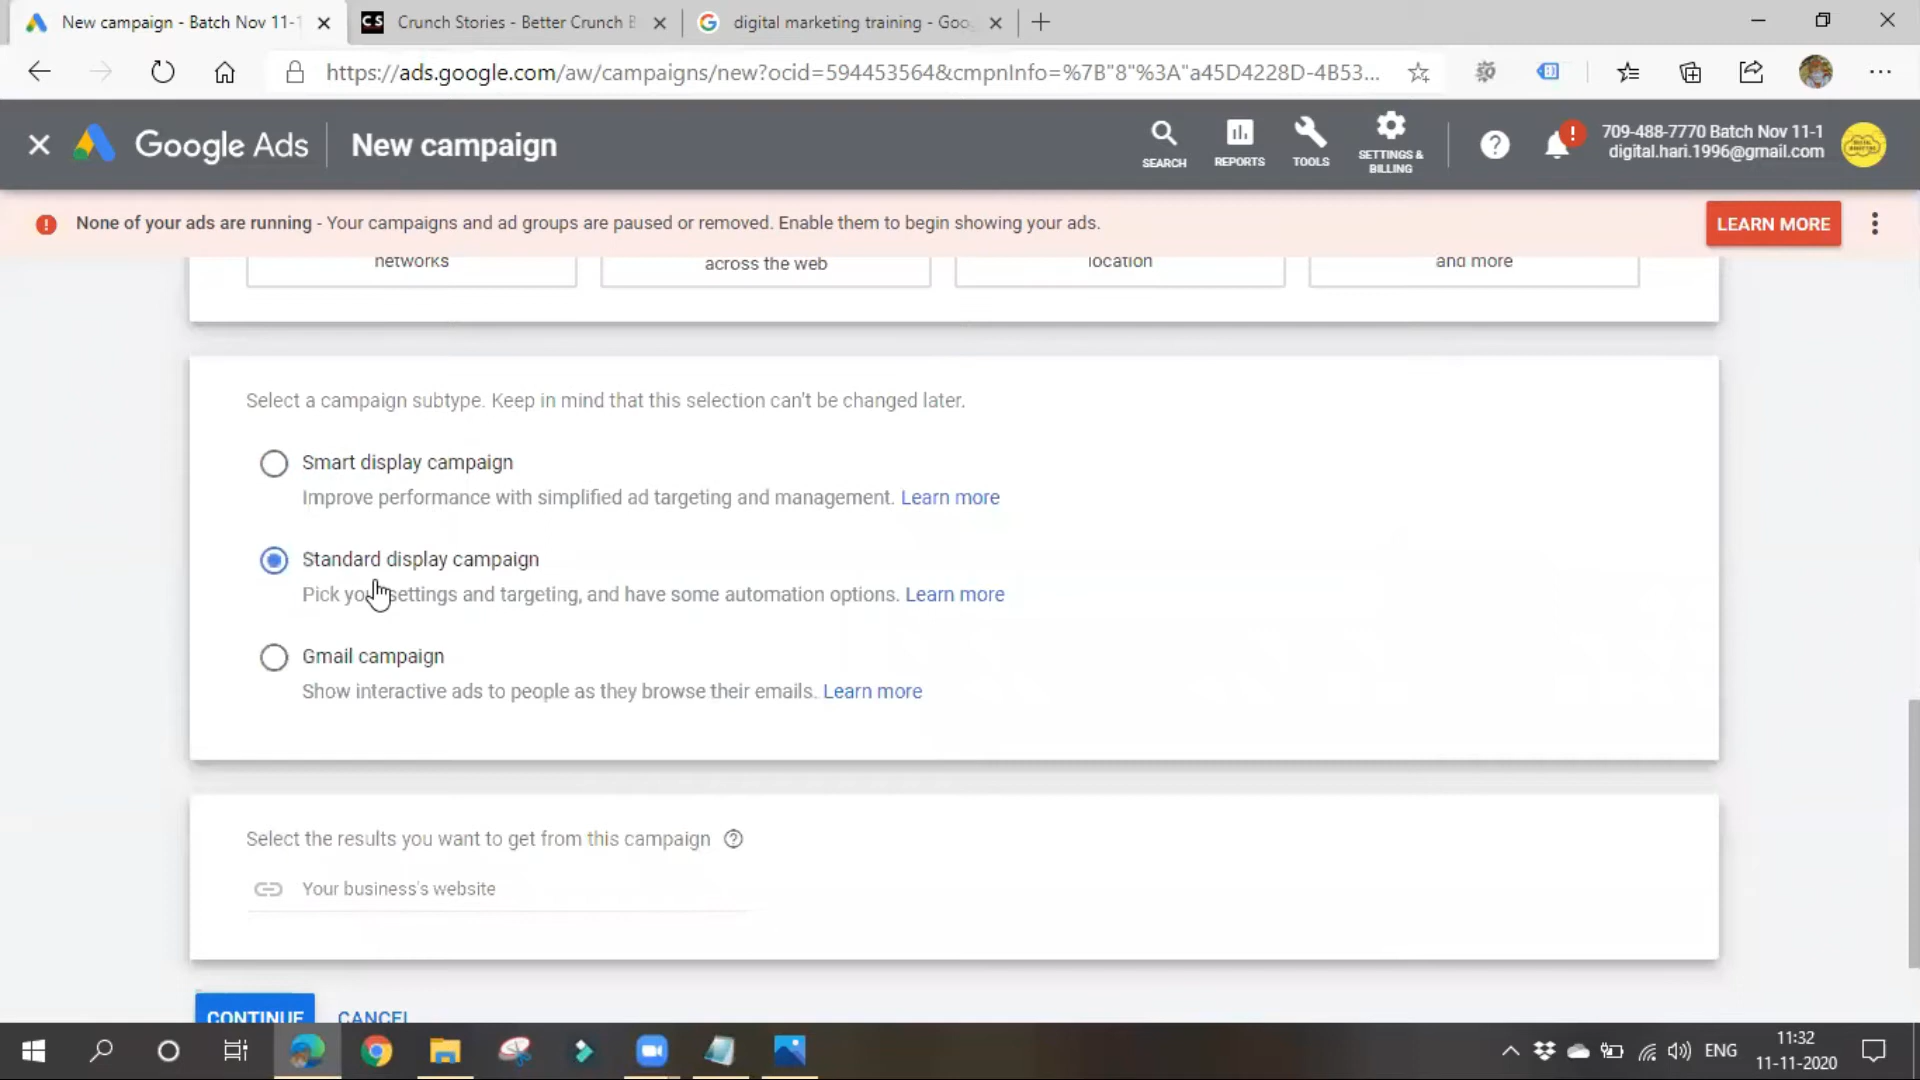 New campaign - Batch Nov 11-1
Crunch Stories - Better Crunch B
digital marketing training - Goo
https://ads.google.com/aw/campaigns/new?ocid=594453564&cmpnInfo=%7B"8"%3A"a45D4228D-4B53...
Google Ads
New campaign
SEARCH
REPORTS
TOOLS
SETTINGS &
BILLING
709-488-7770 Batch Nov 11-1
digital.hari.1996@gmail.com
None of your ads are running - Your campaigns and ad groups are paused or removed. Enable them to begin showing your ads.
LEARN MORE
networks
across the web
location
and more
Select a campaign subtype. Keep in mind that this selection can't be changed later.
Smart display campaign
Improve performance with simplified ad targeting and management. Learn more
Standard display campaign
Pick your settings and targeting, and have some automation options. Learn more
Gmail campaign
Show interactive ads to people as they browse their emails. Learn more
Select the results you want to get from this campaign
Your business's website
CONTINUE
CANCEL
ENG
11:32
11-11-2020